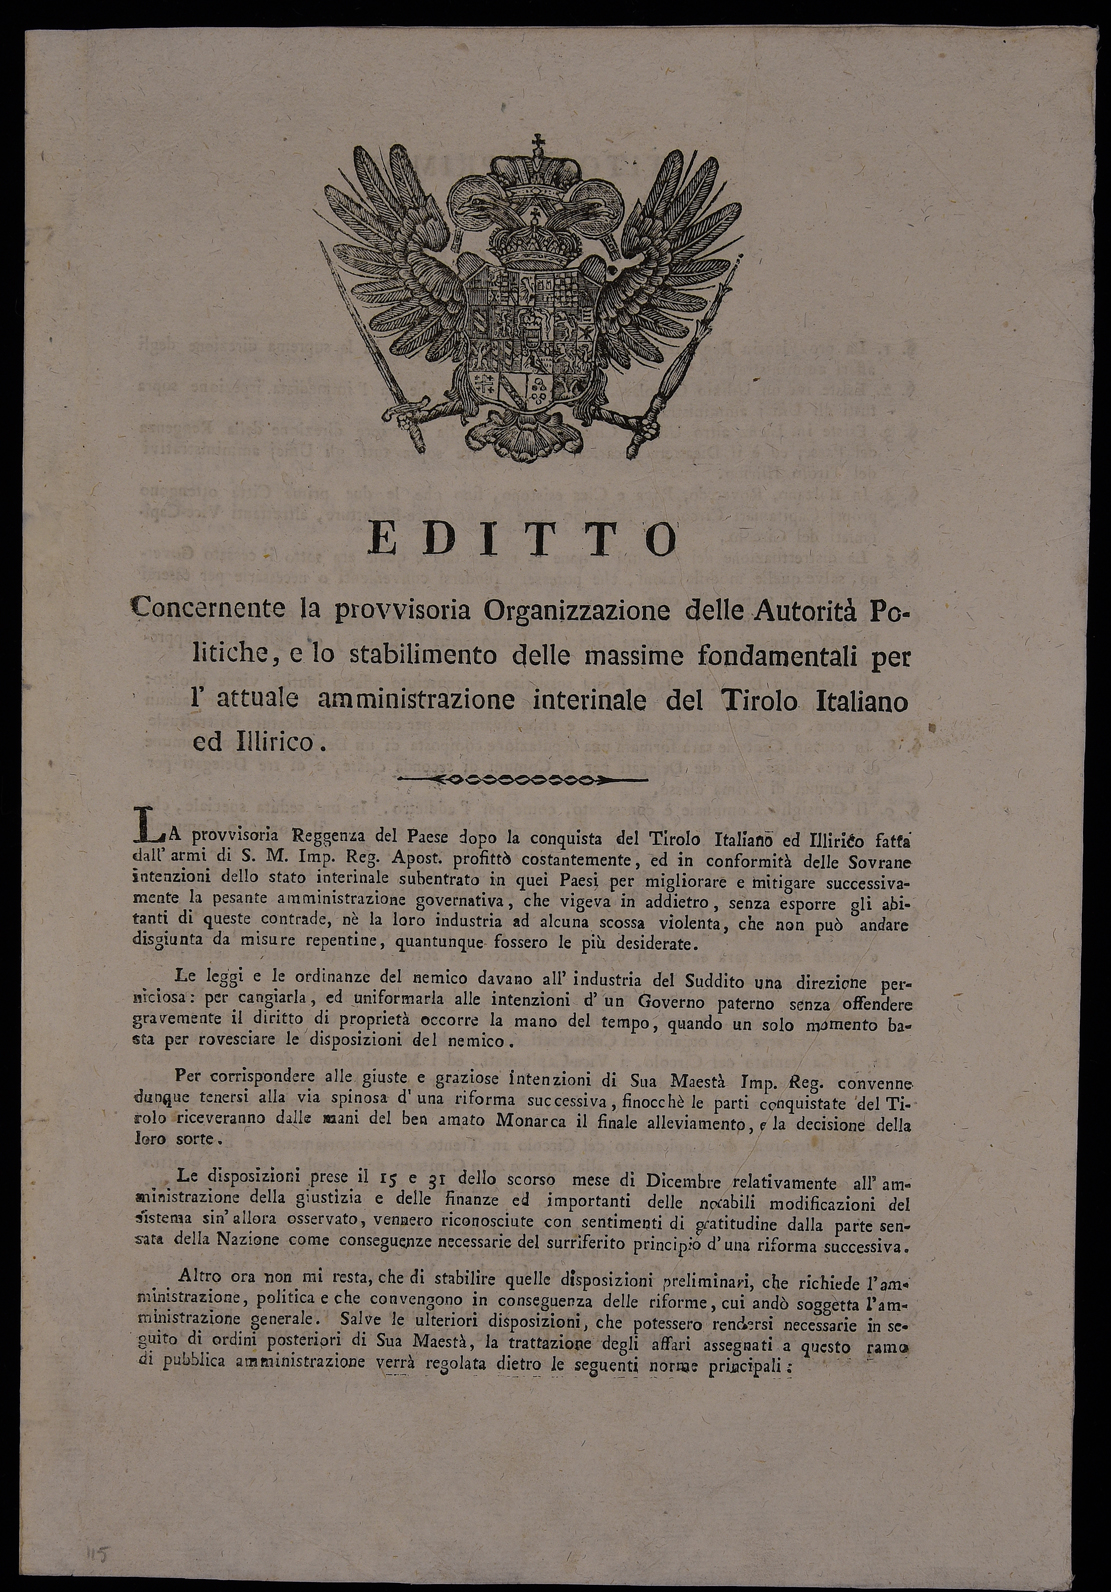 EDITTO
Concernente la provvisoria Organizzazione delle Autorità Po-
litiche, e lo stabilimento delle massime fondamentali per
l' attuale amministrazione interinale del Tirolo Italiano
ed Illirico.
LA provvisoria Reggenza del Paese dopo la conquista del Tirolo Italiano ed Illirico fatta
dall' armi di S. M. Imp. Reg. Apost. profittò costantemente, ed in conformità delle Sovrane
intenzioni dello stato interinale subentrato in quei Paesi per migliorare e mitigare successiva-
mente la pesante amministrazione governativa, che vigeva in addietro, senza esporre gli abi-
tanti di queste contrade, nè la loro industria ad alcuna scossa violenta, che non può andare
disgiunta da misure repentine, quantunque fossero le più desiderate.
Le leggi e le ordinanze del nemico davano all' industria del Suddito una direzione per-
niciosa: per cangiarla, ed uniformarla alle intenzioni d' un Governo paterno senza offendere
gravemente il diritto di proprietà occorre la mano del tempo, quando un solo momento ba-
sta per rovesciare le disposizioni del nemico.
Per corrispondere alle giuste e graziose intenzioni di Sua Maestà Imp. Reg. convenne
dunque tenersi alla via spinosa d' una riforma successiva, finocchè le parti conquistate del Ti-
rolo riceveranno dalle mani del ben amato Monarca il finale alleviamento, e la decisione della
loro sorte.
Le disposizioni prese il 15 e 31 dello scorso mese di Dicembre relativamente all' am-
ministrazione della giustizia e delle finanze ed importanti delle notabili modificazioni del
sistema sin' allora osservato, vennero riconosciute con sentimenti di gratitudine dalla parte sen-
sata della Nazione come conseguenze necessarie del surriferito principio d' una riforma successiva.
Altro ora non mi resta, che di stabilire quelle disposizioni preliminari, che richiede l' am-
ministrazione, politica e che convengono in conseguenza delle riforme, cui andò soggetta l' am-
ministrazione generale. Salve le ulteriori disposizioni, che potessero rendersi necessarie in se-
guito di ordini posteriori di Sua Maestà, la trattazione degli affari assegnati a questo ramo
di pubblica amministrazione verrà regolata dietro le seguenti norme principali:
115